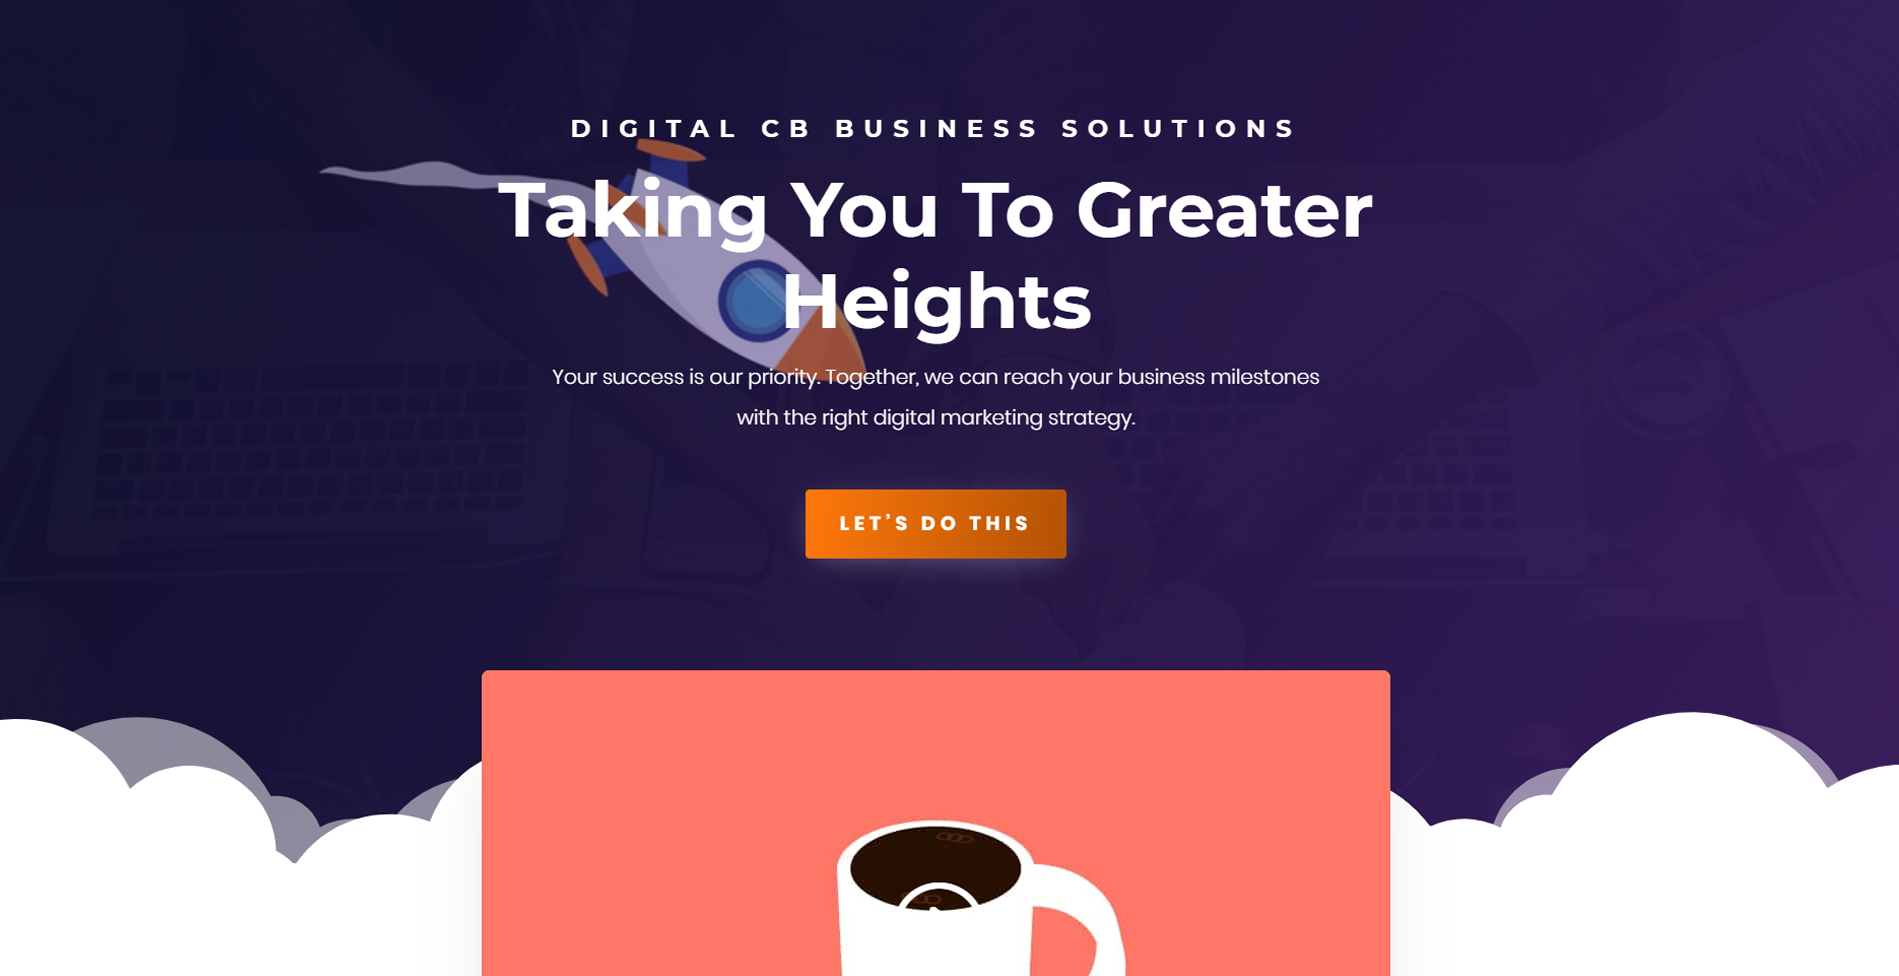 DIGITAL CB BUSINESS SOLUTIONS
Taking You To Greater
Heights
Your success is our priority. Together, we can reach your business milestones
with the right digital marketing strategy.
LET'S DO THIS